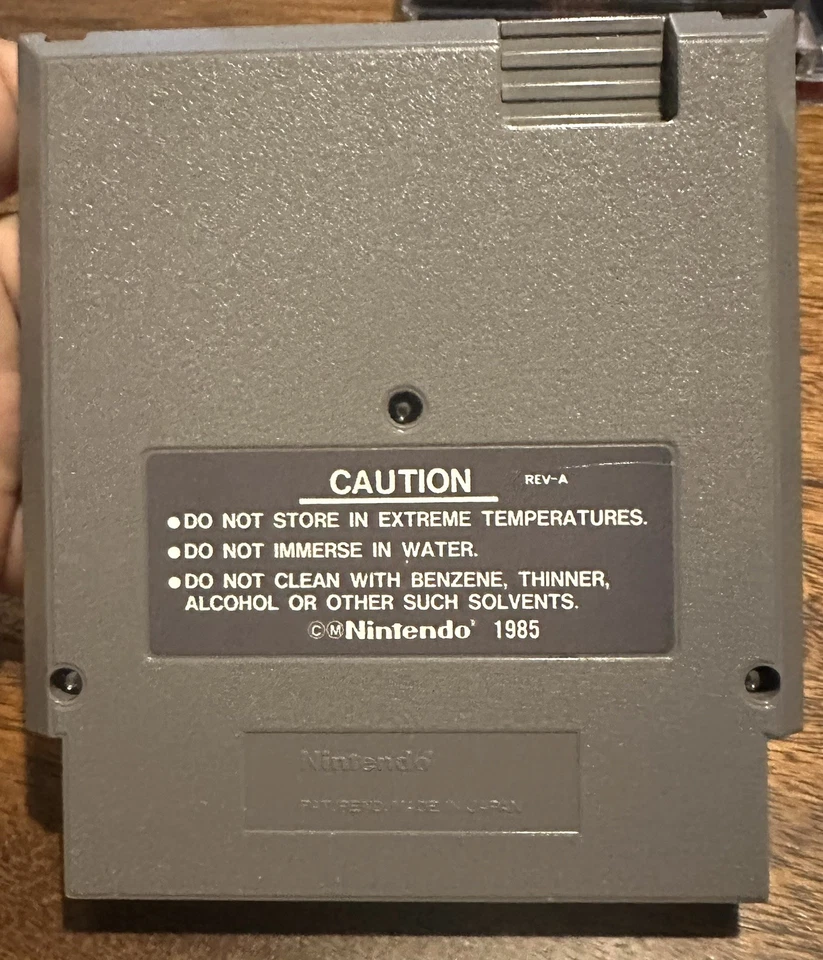 CAUTION REV-A
●DO NOT STORE IN EXTREME TEMPERATURES.
●DO NOT IMMERSE IN WATER.
●DO NOT CLEAN WITH BENZENE, THINNER,
ALCOHOL OR OTHER SUCH SOLVENTS.
©ⓂNintendo® 1985
Nintendo®
PAT. PEND. MADE IN JAPAN